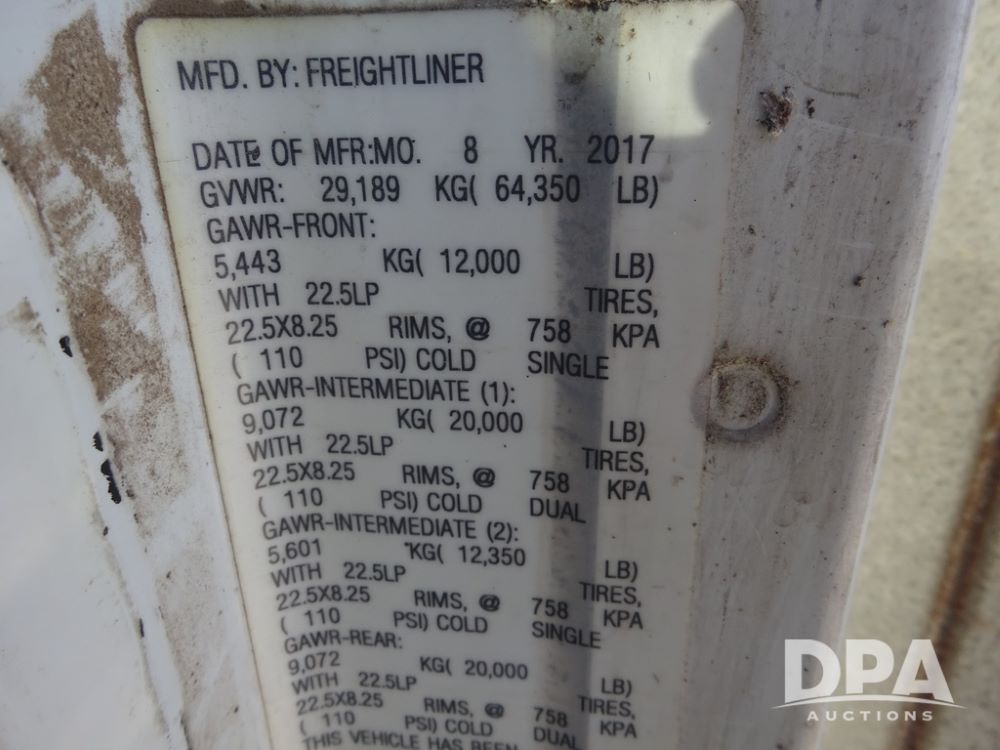 MFD. BY: FREIGHTLINER
DATE OF MFR:MO. 8 YR. 2017
GVWR: 29,189 KG( 64,350 LB)
GAWR-FRONT:
5,443 KG( 12,000 LB)
WITH 22.5LP TIRES,
22.5X8.25 RIMS, @ 758 KPA
( 110 PSI) COLD SINGLE
GAWR-INTERMEDIATE (1):
9,072 KG( 20,000 LB)
WITH 22.5LP TIRES,
22.5X8.25 RIMS, @ 758 KPA
( 110 PSI) COLD DUAL
GAWR-INTERMEDIATE (2):
5,601 KG( 12,350 LB)
WITH 22.5LP TIRES,
22.5X8.25 RIMS, @ 758 KPA
( 110 PSI) COLD SINGLE
GAWR-REAR:
9,072 KG( 20,000 LB)
WITH 22.5LP TIRES,
22.5X8.25 RIMS, @ 758 KPA
( 110 PSI) COLD DUAL
THIS VEHICLE HAS BEEN
DPA
AUCTIONS